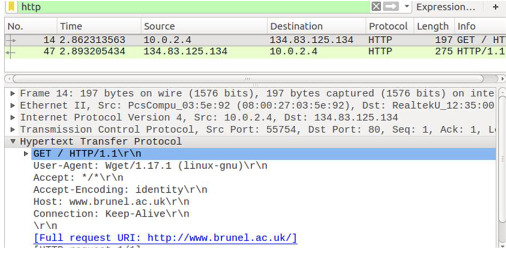 http
Expression…
+
No. Time Source Destination Protocol Length Info
14 2.862313563 10.0.2.4 134.83.125.134 HTTP 197 GET / HT
47 2.893205434 134.83.125.134 10.0.2.4 HTTP 275 HTTP/1.1
Frame 14: 197 bytes on wire (1576 bits), 197 bytes captured (1576 bits) on inte
Ethernet II, Src: PcsCompu_03:5e:92 (08:00:27:03:5e:92), Dst: RealtekU_12:35:00
Internet Protocol Version 4, Src: 10.0.2.4, Dst: 134.83.125.134
Transmission Control Protocol, Src Port: 55754, Dst Port: 80, Seq: 1, Ack: 1, Le
Hypertext Transfer Protocol
GET / HTTP/1.1\r\n
User-Agent: Wget/1.17.1 (linux-gnu)\r\n
Accept: */*\r\n
Accept-Encoding: identity\r\n
Host: www.brunel.ac.uk\r\n
Connection: Keep-Alive\r\n
\r\n
[Full request URI: http://www.brunel.ac.uk/]
[HTTP request 1/1]